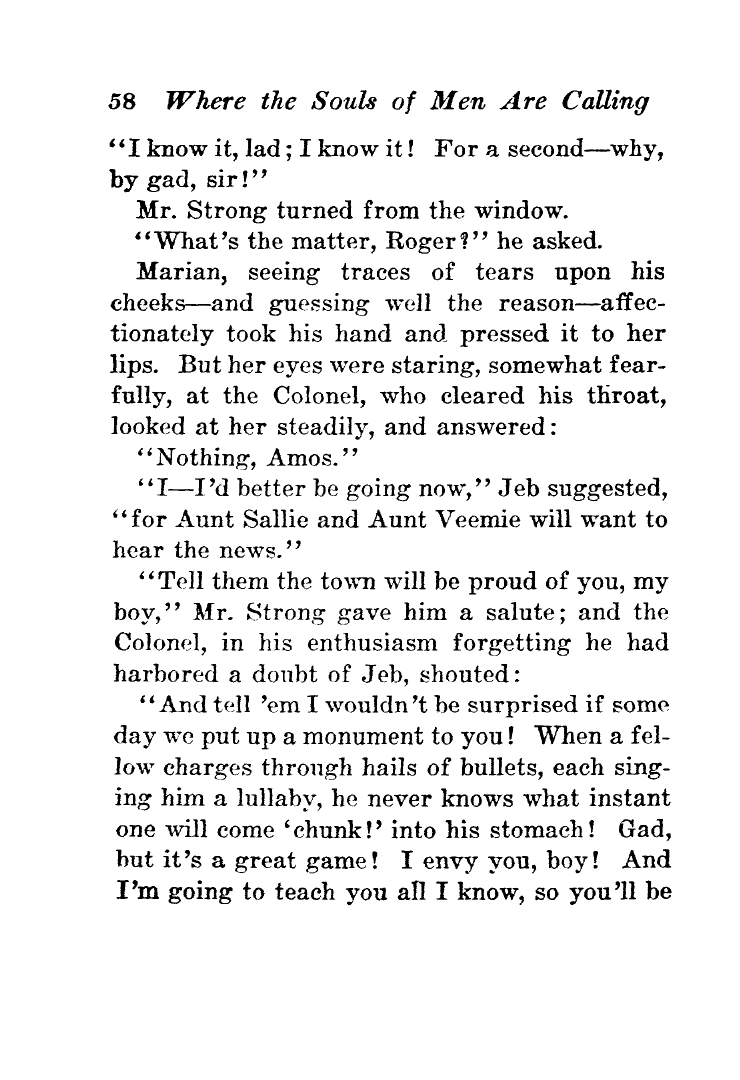 58 Where the Souls of Men Are Calling
“I know it, lad; I know it! For a second—why,
by gad, sir!”
Mr. Strong turned from the window.
“What’s the matter, Roger?” he asked.
Marian, seeing traces of tears upon his
cheeks—and guessing well the reason—affec-
tionately took his hand and pressed it to her
lips. But her eyes were staring, somewhat fear-
fully, at the Colonel, who cleared his throat,
looked at her steadily, and answered:
“Nothing, Amos.”
“I—I’d better be going now,” Jeb suggested,
“for Aunt Sallie and Aunt Veemie will want to
hear the news.”
“Tell them the town will be proud of you, my
boy,” Mr. Strong gave him a salute; and the
Colonel, in his enthusiasm forgetting he had
harbored a doubt of Jeb, shouted:
“And tell ’em I wouldn’t be surprised if some
day we put up a monument to you! When a fel-
low charges through hails of bullets, each sing-
ing him a lullaby, he never knows what instant
one will come ‘chunk!’ into his stomach! Gad,
but it’s a great game! I envy you, boy! And
I’m going to teach you all I know, so you’ll be